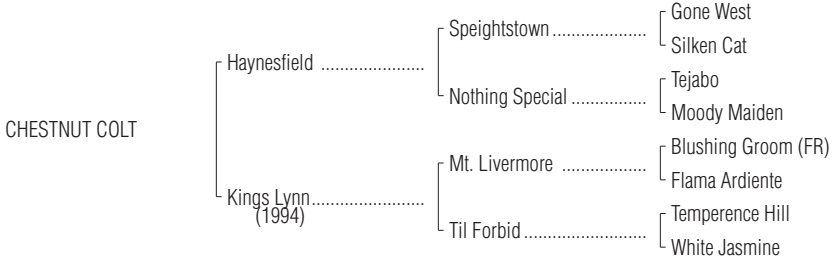 Gone West
Speightstown ....................
Silken Cat
Haynesfield ......................
Tejabo
Nothing Special ................
Moody Maiden
CHESTNUT COLT
Blushing Groom (FR)
Mt. Livermore ..................
Flama Ardiente
Kings Lynn........................
(1994)
Temperence Hill
Til Forbid ..........................
White Jasmine